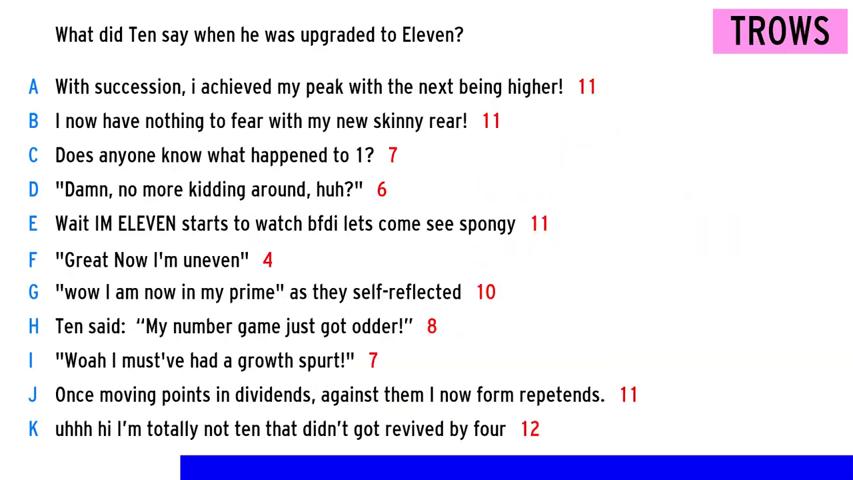 What did Ten say when he was upgraded to Eleven?
TROWS
A With succession, i achieved my peak with the next being higher! 11
B I now have nothing to fear with my new skinny rear! 11
C Does anyone know what happened to 1? 7
D "Damn, no more kidding around, huh?" 6
E Wait IM ELEVEN starts to watch bfdi lets come see spongy 11
F "Great Now I'm uneven" 4
G "wow I am now in my prime" as they self-reflected 10
H Ten said: “My number game just got odder!” 8
I "Woah I must've had a growth spurt!" 7
J Once moving points in dividends, against them I now form repetends. 11
K uhhh hi I’m totally not ten that didn’t got revived by four 12